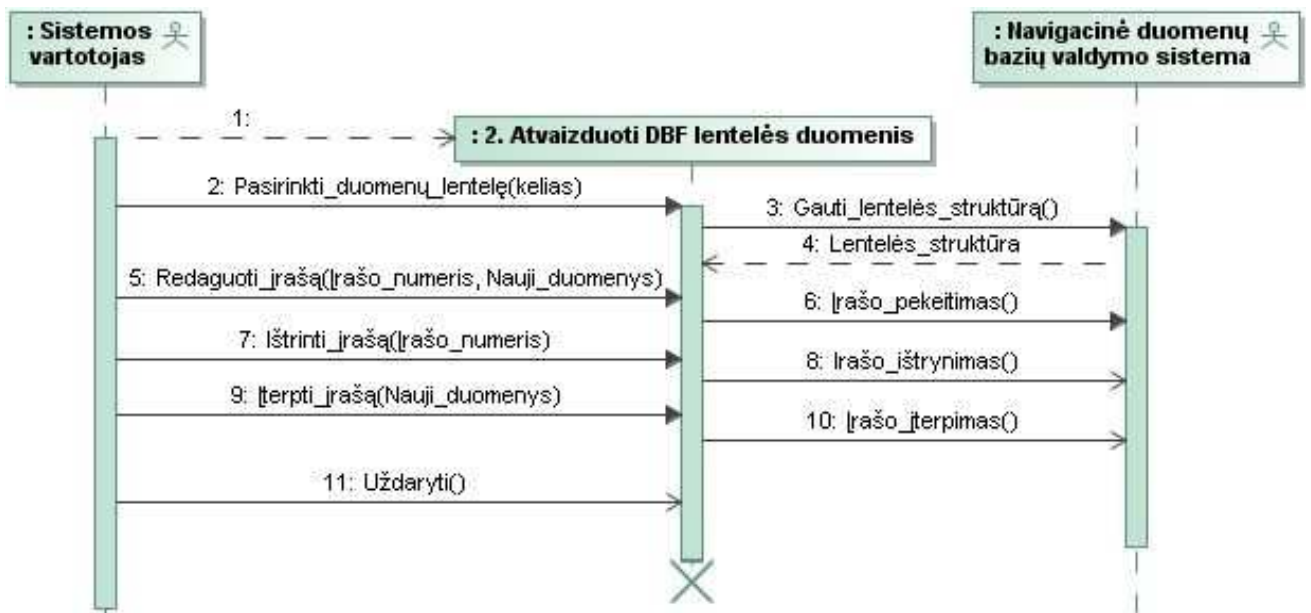 : Sistemos
vartotojas
: Navigacinė duomenų
bazių valdymo sistema
1:
: 2. Atvaizduoti DBF lentelės duomenis
2: Pasirinkti_duomenų_lentelę(kelias)
3: Gauti_lentelės_struktūrą()
4: Lentelės_struktūra
5: Redaguoti_įrašą(Įrašo_numeris, Nauji_duomenys)
6: Įrašo_pekeitimas()
7: Ištrinti_įrašą(Įrašo_numeris)
8: Irašo_ištrynimas()
9: Įterpti_įrašą(Nauji_duomenys)
10: Įrašo_įterpimas()
11: Uždaryti()